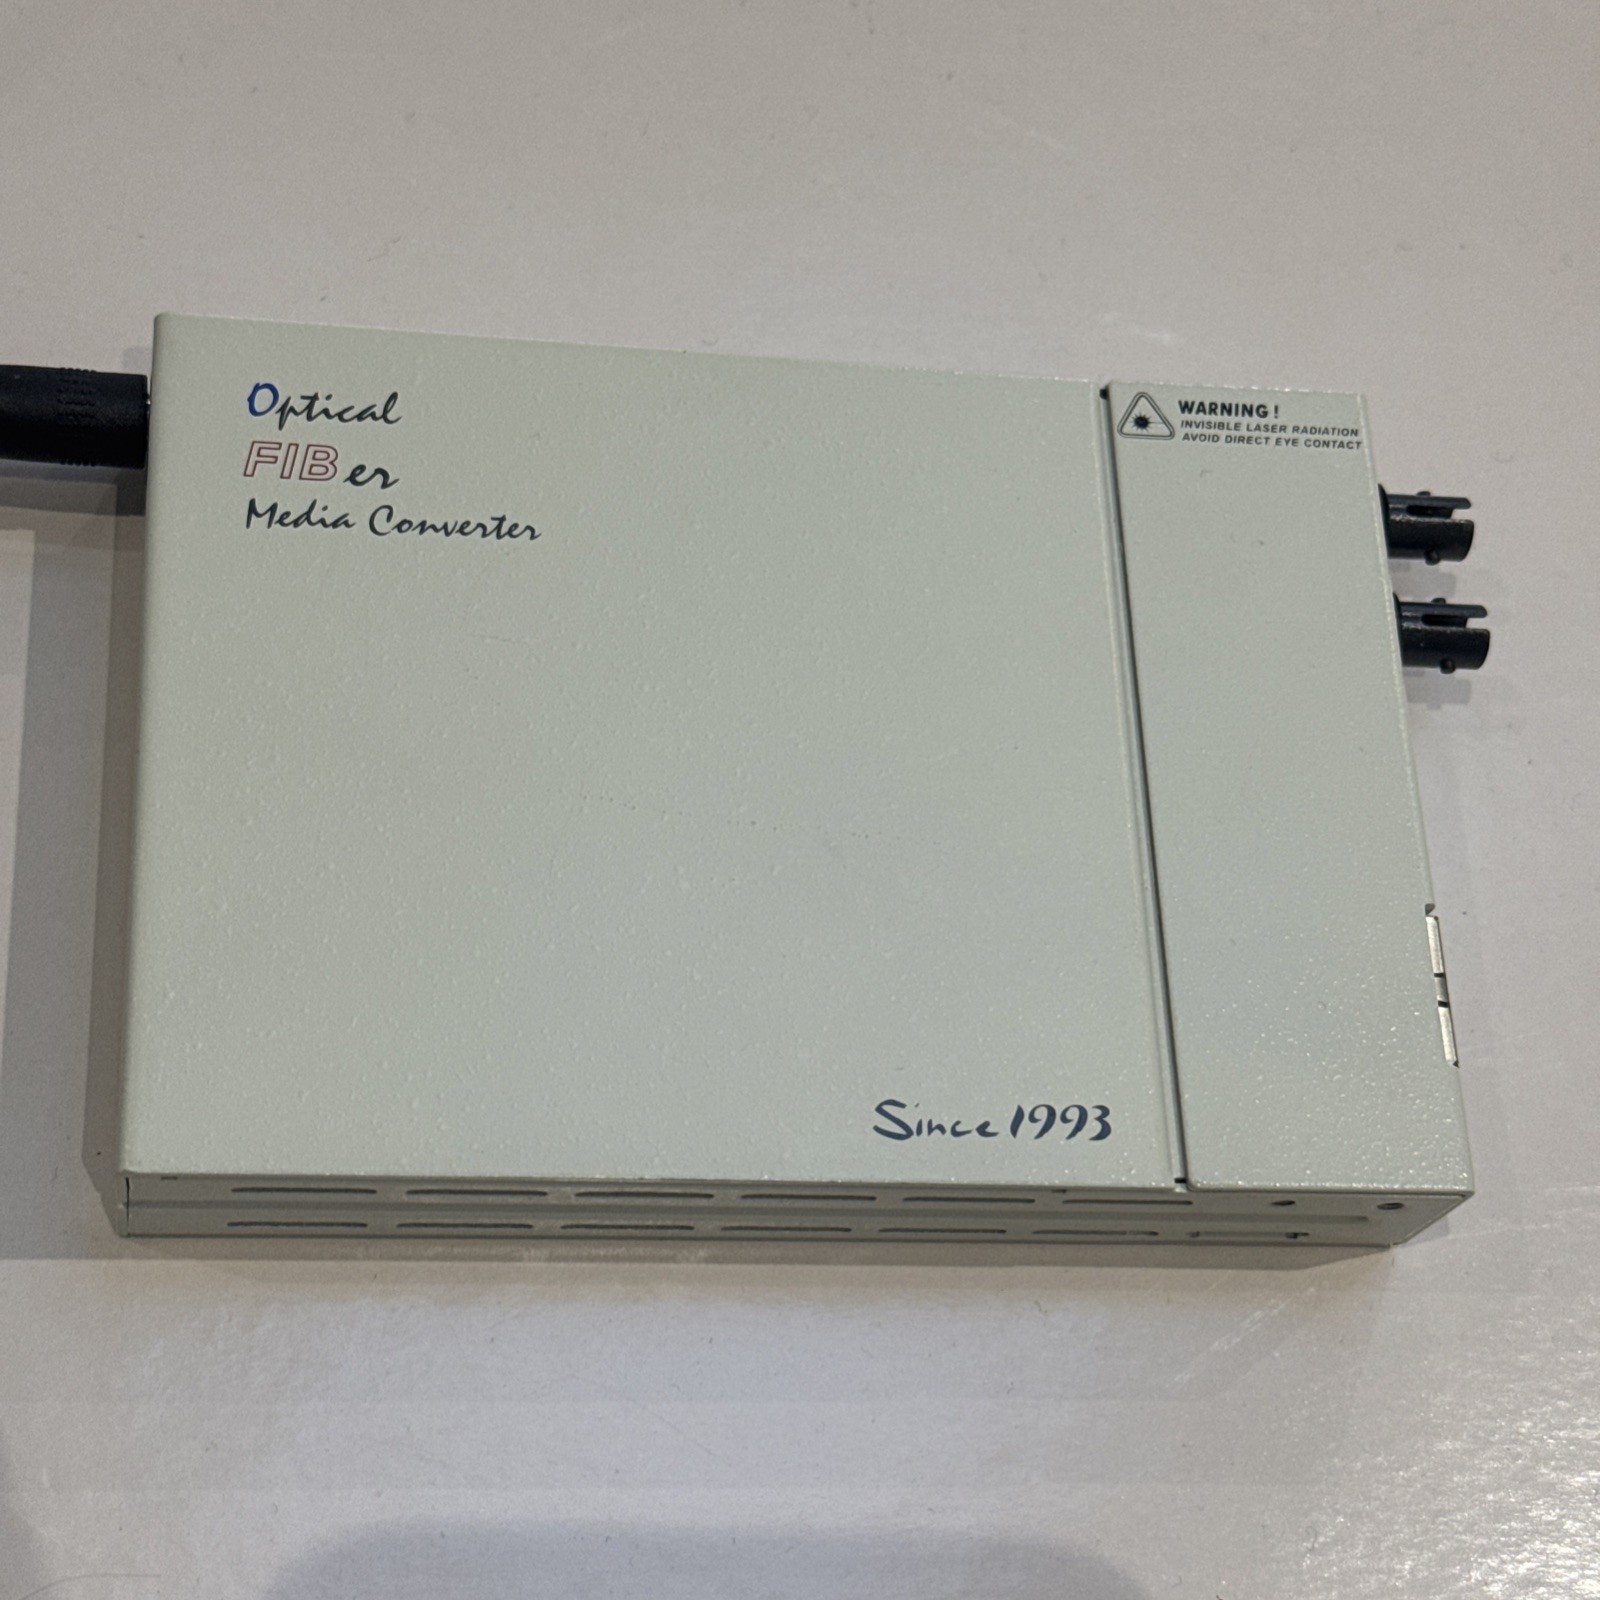 Optical
FIBer
Media Converter
WARNING!
INVISIBLE LASER RADIATION
AVOID DIRECT EYE CONTACT
Since 1993